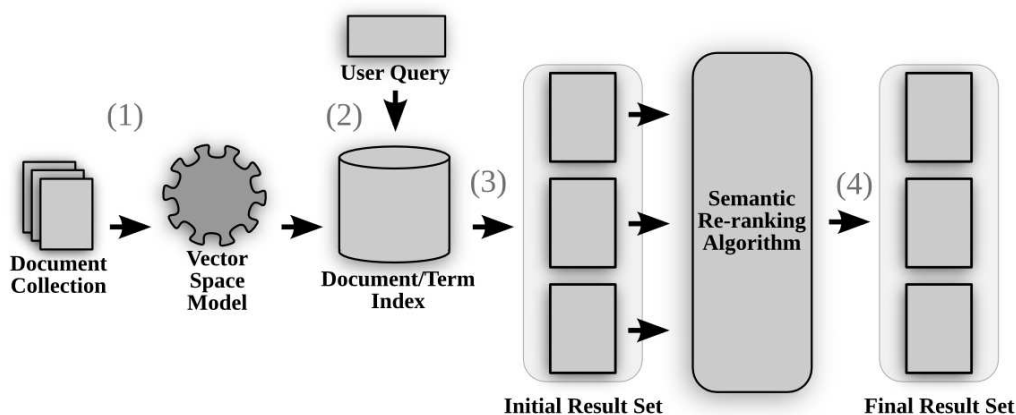 User Query
(1)
(2)
(3)
(4)
Document
Collection
Vector
Space
Model
Document/Term
Index
Semantic
Re-ranking
Algorithm
Initial Result Set
Final Result Set